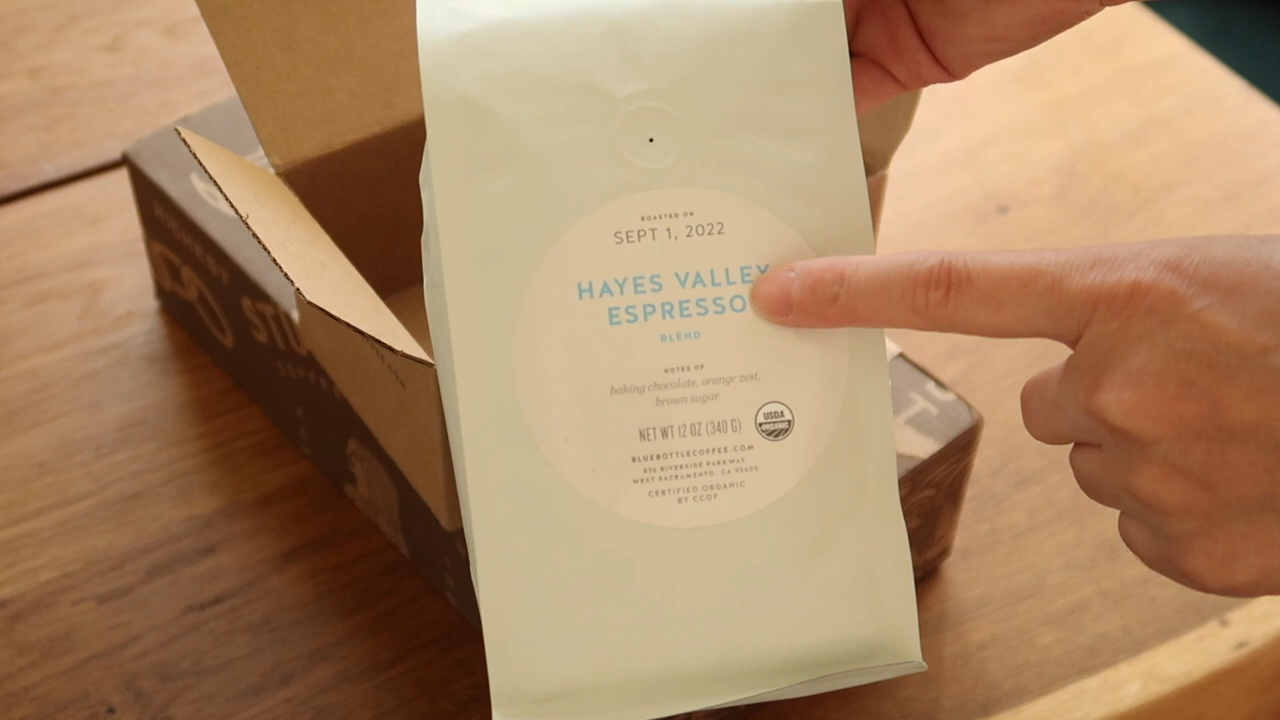 ROASTED ON
SEPT 1, 2022
HAYES VALLEY
ESPRESSO
BLEND
NOTES OF
baking chocolate, orange zest,
brown sugar
NET WT 12 OZ (340 G)
USDA
ORGANIC
BLUEBOTTLECOFFEE.COM
WEST SACRAMENTO, CA 95605
CERTIFIED ORGANIC
BY CCOF